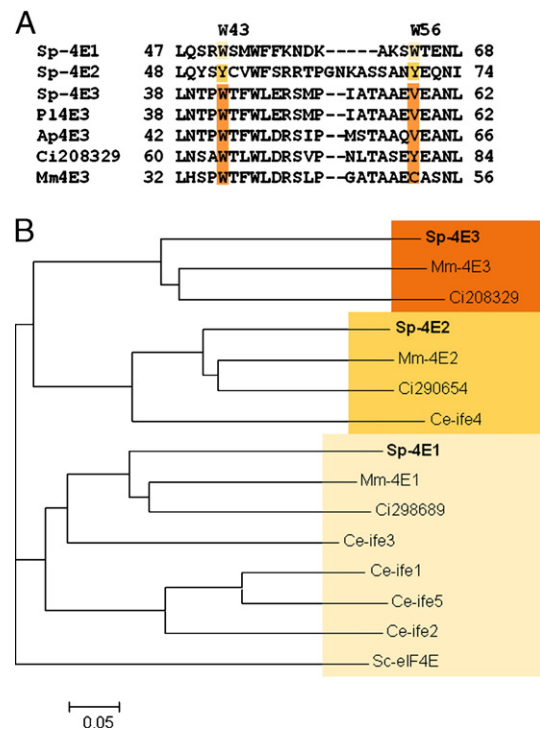 A
W43 W56
Sp-4E1 47 LQSRWSMWFFKNDK-----AKSWTENL 68
Sp-4E2 48 LQYSYCVWFSRRTPGNKASSANYEQNI 74
Sp-4E3 38 LNTPWTFWLERSMP--IATAAEVEANL 62
Pl4E3 38 LNTPWTFWLERSMP--IATAAEVEANL 62
Ap4E3 42 LNTPWTFWLDRSIP--MSTAAQVEANL 66
Ci208329 60 LNSAWTLWLDRSVP--NLTASEYEANL 84
Mm4E3 32 LHSPWTFWLDRSLP--GATAAECASNL 56
B
Sp-4E3
Mm-4E3
Ci208329
Sp-4E2
Mm-4E2
Ci290654
Ce-ife4
Sp-4E1
Mm-4E1
Ci298689
Ce-ife3
Ce-ife1
Ce-ife5
Ce-ife2
Sc-eIF4E
0.05